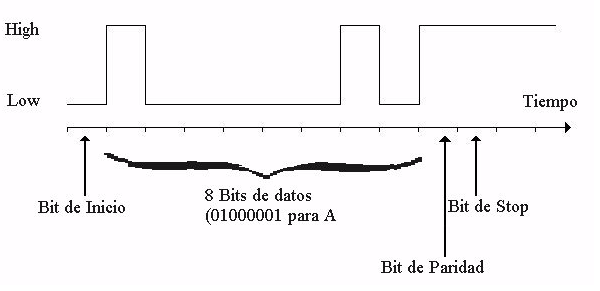 High
Low
Tiempo
8 Bits de datos
(01000001 para A
Bit de Inicio
Bit de Stop
Bit de Paridad